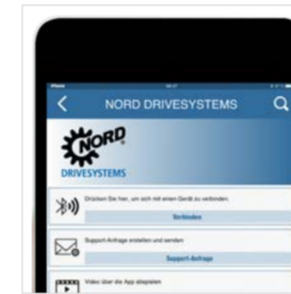 NORD DRIVESYSTEMS
NORD
DRIVESYSTEMS
Drücken Sie hier, um sich mit einen Gerät zu verbinden.
Verbinden
Support-Anfrage erstellen und senden
Support-Anfrage
Video über die App abspielen